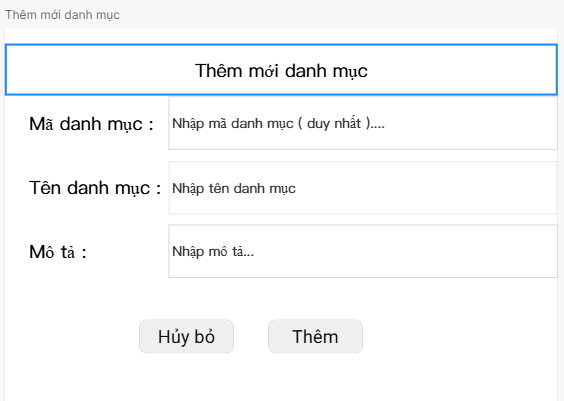 Thêm mới danh mục
Thêm mới danh mục
Mã danh mục : Nhập mã danh mục ( duy nhất )....
Tên danh mục : Nhập tên danh mục
Mô tả : Nhập mô tả...
Hủy bỏ Thêm